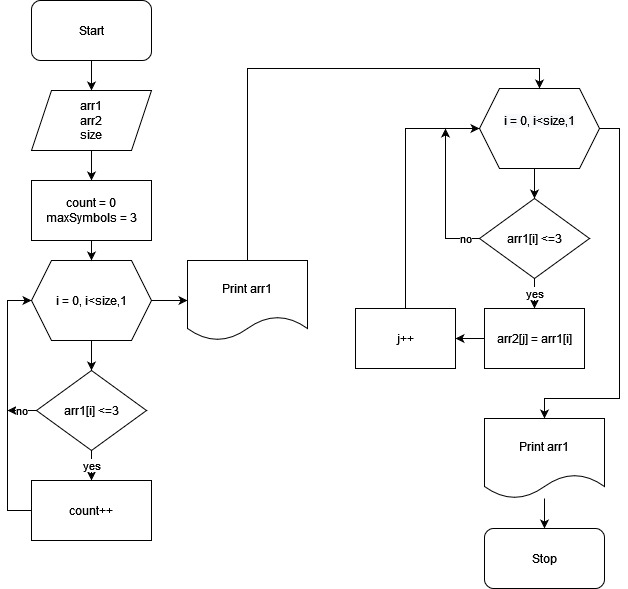 Start
arr1
arr2
size
count = 0
maxSymbols = 3
i = 0, i<size,1
arr1[i] <=3
no
yes
count++
Print arr1
i = 0, i<size,1
arr1[i] <=3
no
yes
arr2[j] = arr1[i]
j++
Print arr1
Stop